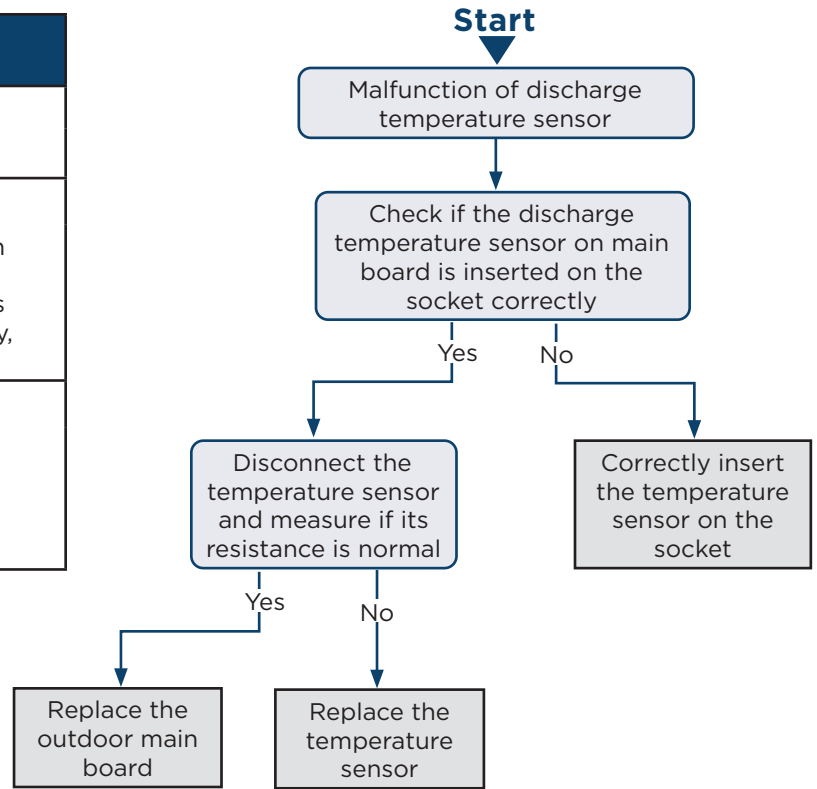 Start
Malfunction of discharge
temperature sensor
Check if the discharge
temperature sensor on main
board is inserted on the
socket correctly
Yes
No
Disconnect the
temperature sensor
and measure if its
resistance is normal
Correctly insert
the temperature
sensor on the
socket
Yes
No
Replace the
outdoor main
board
Replace the
temperature
sensor